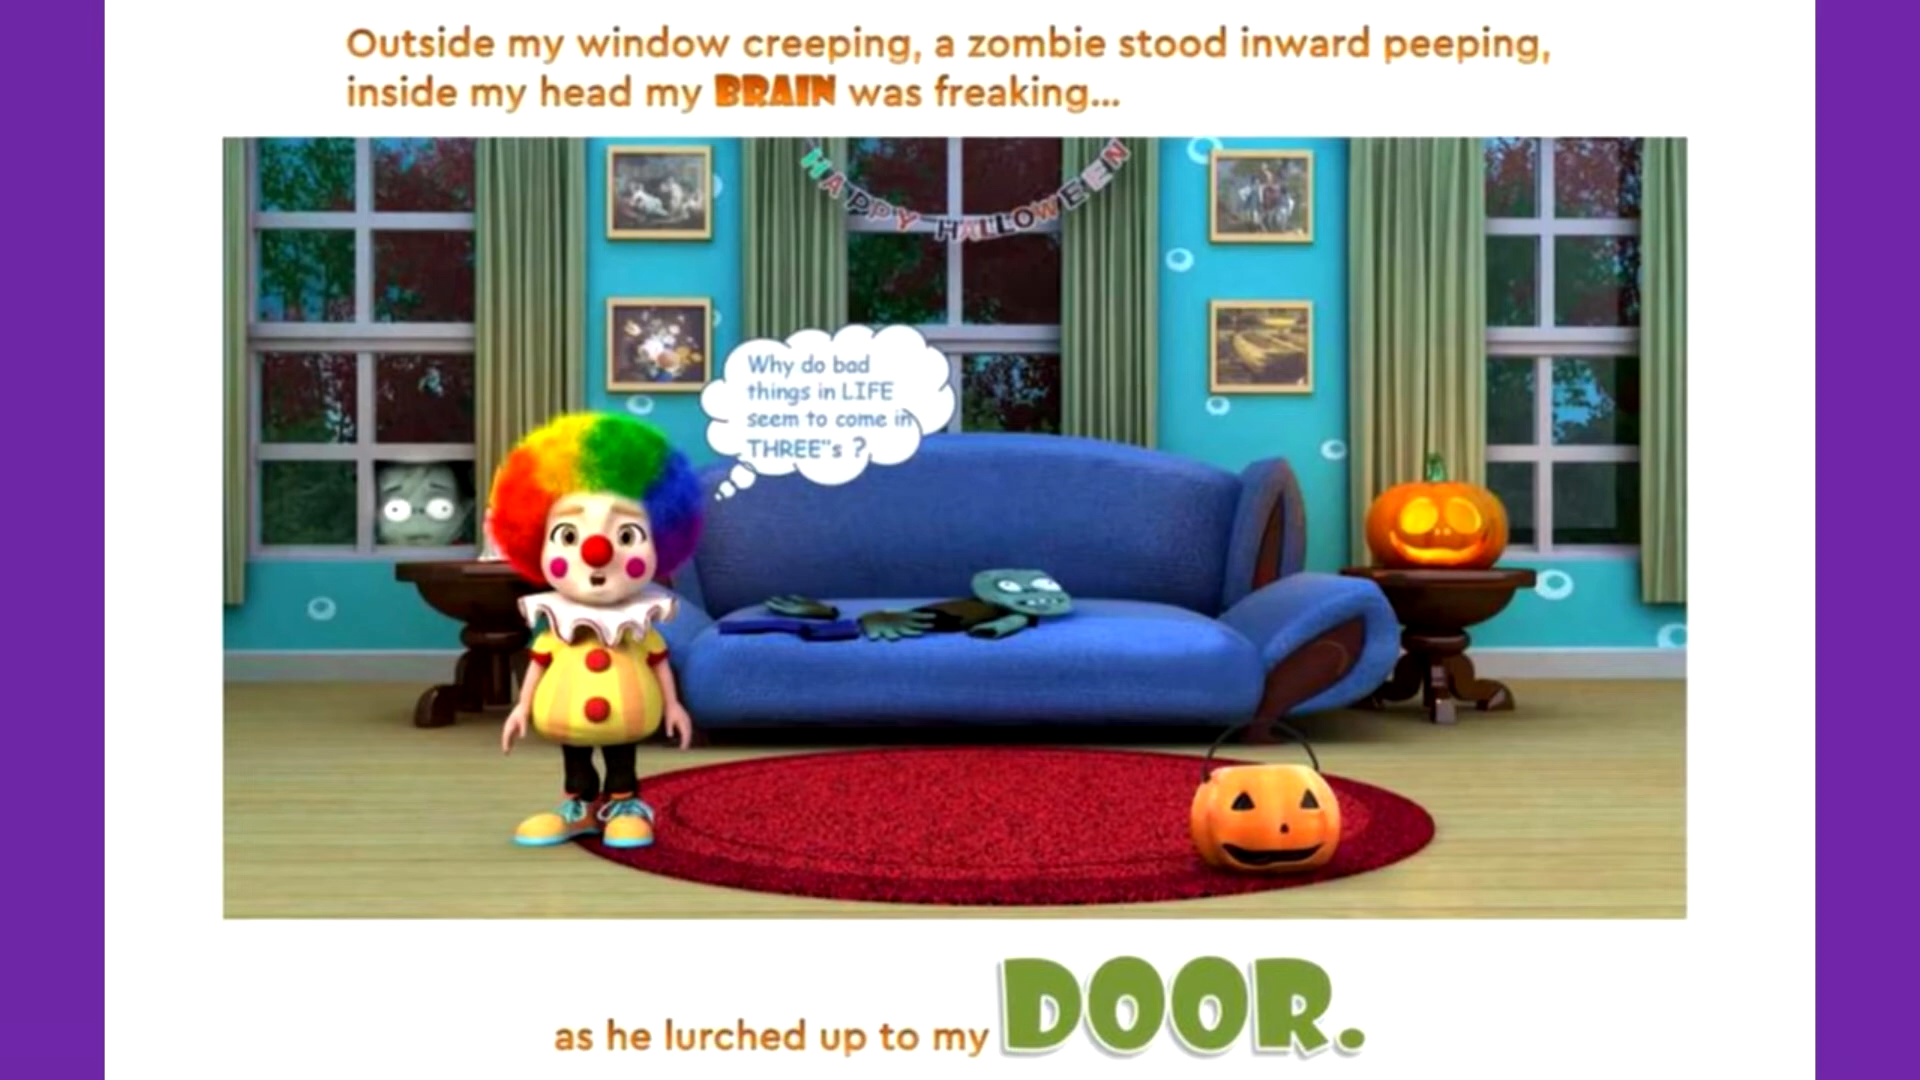 Outside my window creeping, a zombie stood inward peeping,
inside my head my BRAIN was freaking...
HAPPY HALLOWEEN
Why do bad
things in LIFE
seem to come in
THREE"s ?
as he lurched up to my DOOR.